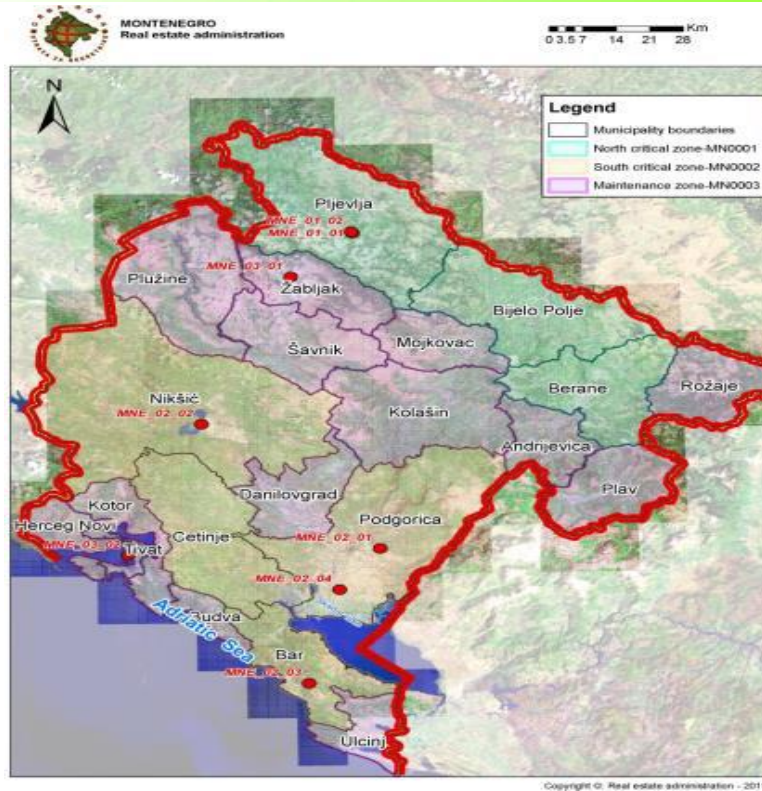 MONTENEGRO
Real estate administration
Km
0 3.5 7 14 21 28
N
Legend
Municipality boundaries
North critical zone-MN0001
South critical zone-MN0002
Maintenance zone-MN0003
Pljevlja
MNE_01_02
MNE_01_01
MNE_03_01
Plužine
Žabljak
Bijelo Polje
Šavnik
Mojkovac
Rožaje
Berane
Nikšić
MNE_02_02
Kolašin
Andrijevica
Plav
Danilovgrad
Kotor
Podgorica
Herceg Novi
Cetinje
MNE_03_02
Tivat
MNE_02_01
MNE_02_04
Budva
Adriatic Sea
Bar
MNE_02_03
Ulcinj
Copyright ©: Real estate administration - 201